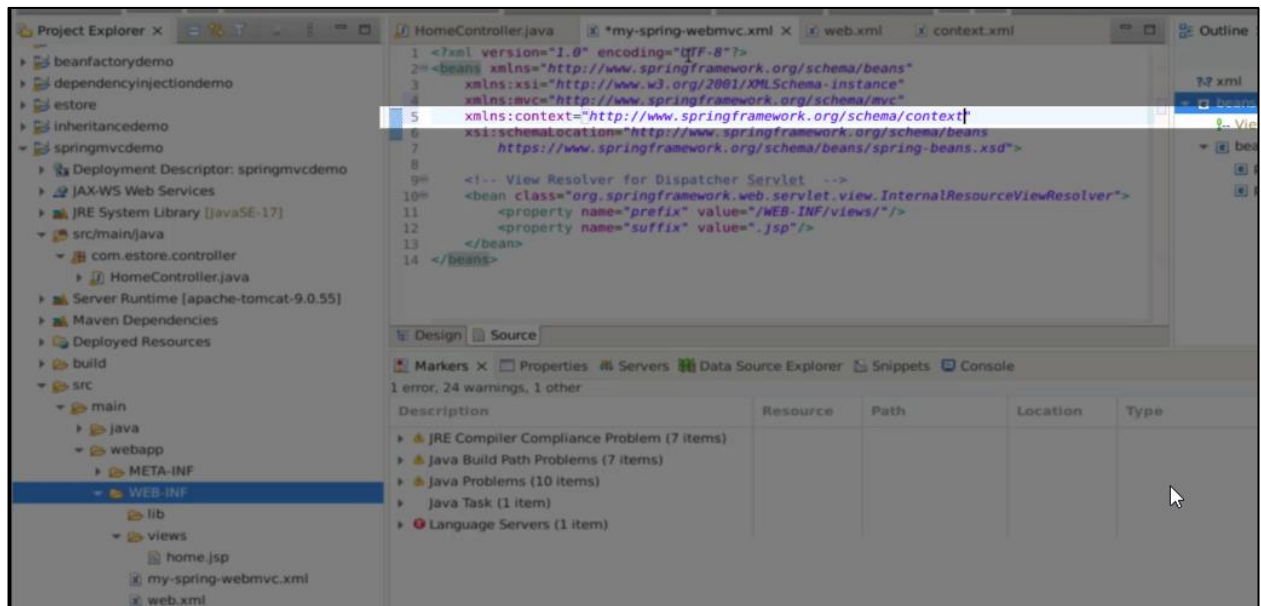 Project Explorer ×
HomeController.java
*my-spring-webmvc.xml ×
web.xml
context.xml
Outline
beanfactorydemo
dependencyinjectiondemo
estore
inheritancedemo
springmvcdemo
Deployment Descriptor: springmvcdemo
JAX-WS Web Services
JRE System Library [JavaSE-17]
src/main/java
com.estore.controller
HomeController.java
Server Runtime [apache-tomcat-9.0.55]
Maven Dependencies
Deployed Resources
build
src
main
java
webapp
META-INF
WEB-INF
lib
views
home.jsp
my-spring-webmvc.xml
web.xml
1 <?xml version="1.0" encoding="UTF-8"?>
2 <beans xmlns="http://www.springframework.org/schema/beans"
3 xmlns:xsi="http://www.w3.org/2001/XMLSchema-instance"
4 xmlns:mvc="http://www.springframework.org/schema/mvc"
5 xmlns:context="http://www.springframework.org/schema/context"
6 xsi:schemaLocation="http://www.springframework.org/schema/beans
7 https://www.springframework.org/schema/beans/spring-beans.xsd">
8
9 <!-- View Resolver for Dispatcher Servlet -->
10 <bean class="org.springframework.web.servlet.view.InternalResourceViewResolver">
11 <property name="prefix" value="/WEB-INF/views/"/>
12 <property name="suffix" value=".jsp"/>
13 </bean>
14 </beans>
?-? xml
beans
Vie
bea
p
p
Design
Source
Markers ×
Properties
Servers
Data Source Explorer
Snippets
Console
1 error, 24 warnings, 1 other
Description Resource Path Location Type
JRE Compiler Compliance Problem (7 items)
Java Build Path Problems (7 items)
Java Problems (10 items)
Java Task (1 item)
Language Servers (1 item)